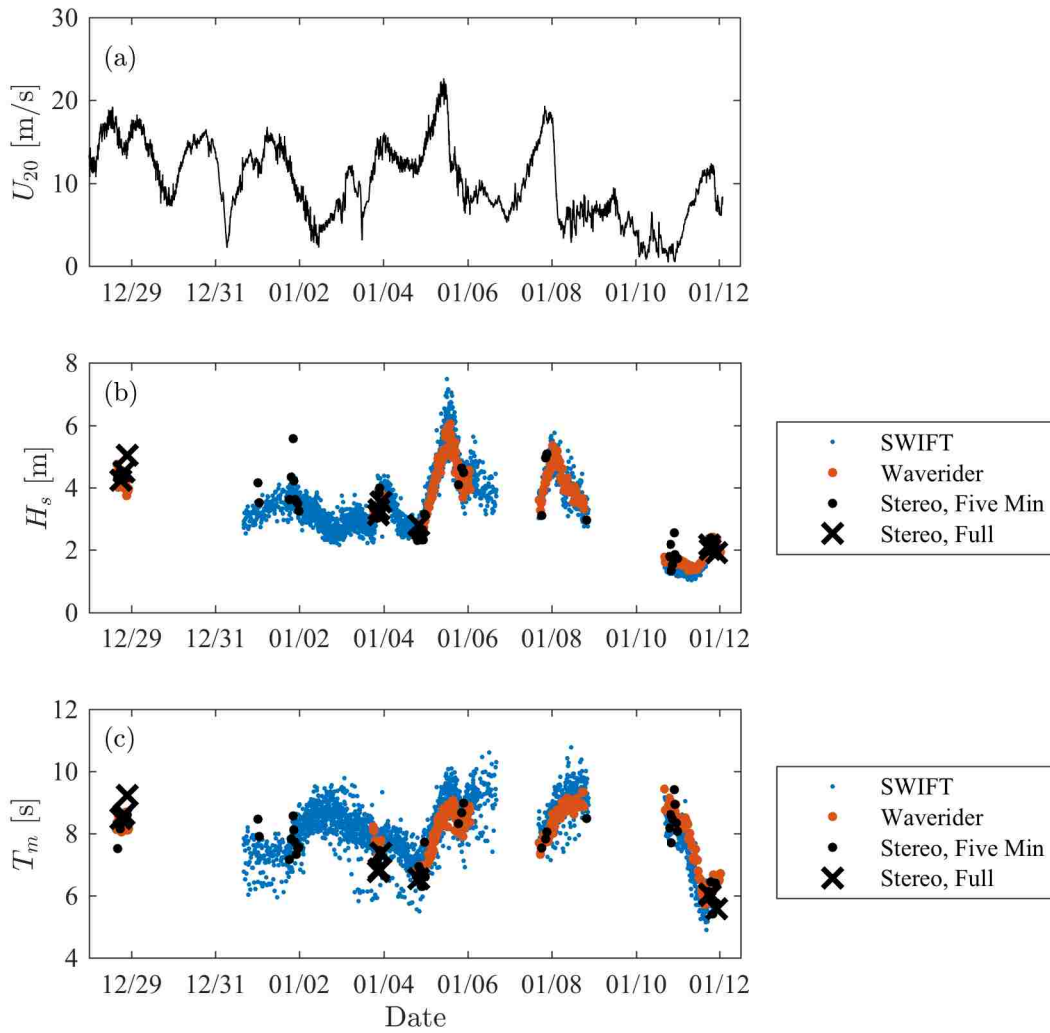 30
20
10
0
U₂₀ [m/s]
(a)
12/29 12/31 01/02 01/04 01/06 01/08 01/10 01/12
8
6
4
2
0
Hₛ [m]
(b)
12/29 12/31 01/02 01/04 01/06 01/08 01/10 01/12
SWIFT
Waverider
Stereo, Five Min
Stereo, Full
12
10
8
6
4
Tₘ [s]
(c)
12/29 12/31 01/02 01/04 01/06 01/08 01/10 01/12
Date
SWIFT
Waverider
Stereo, Five Min
Stereo, Full